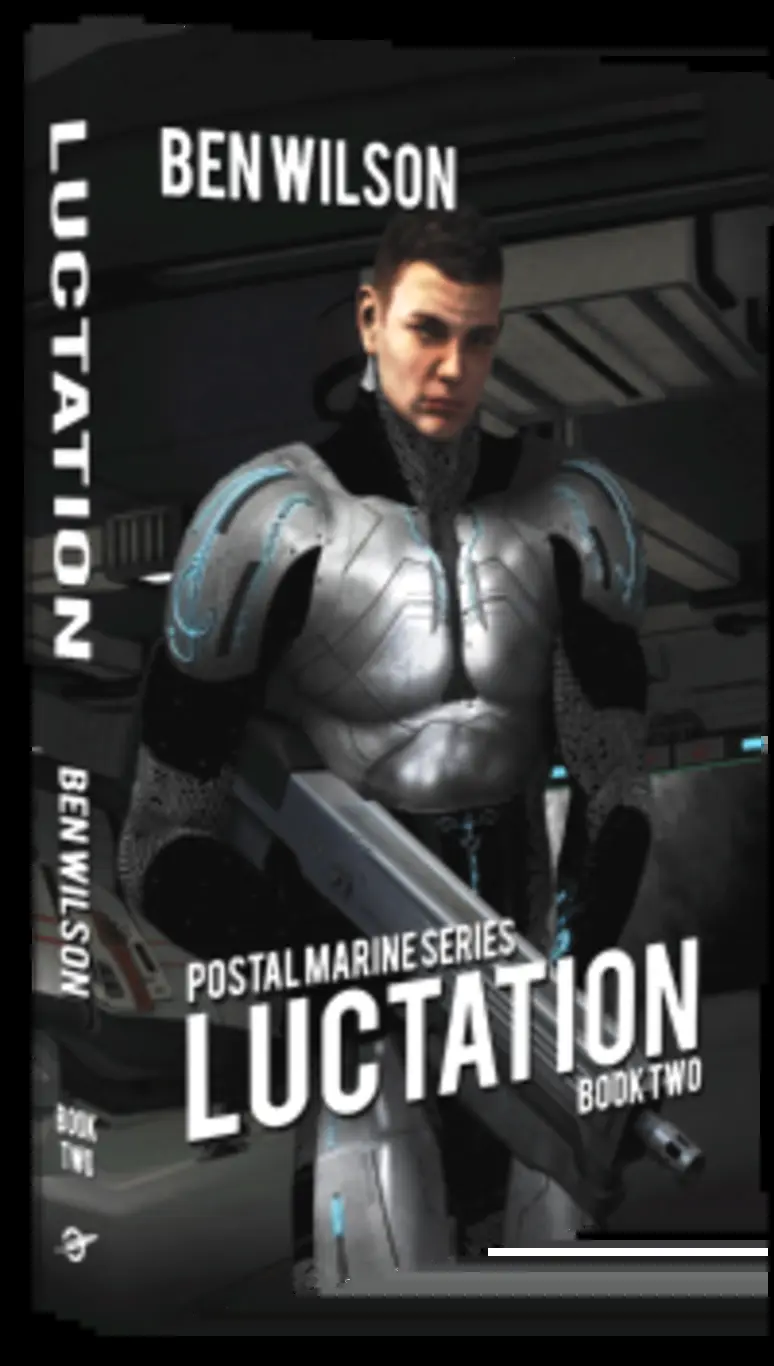 LUCTATION
BEN WILSON
BOOK
TWO
BEN WILSON
POSTAL MARINE SERIES
LUCTATION
BOOK TWO